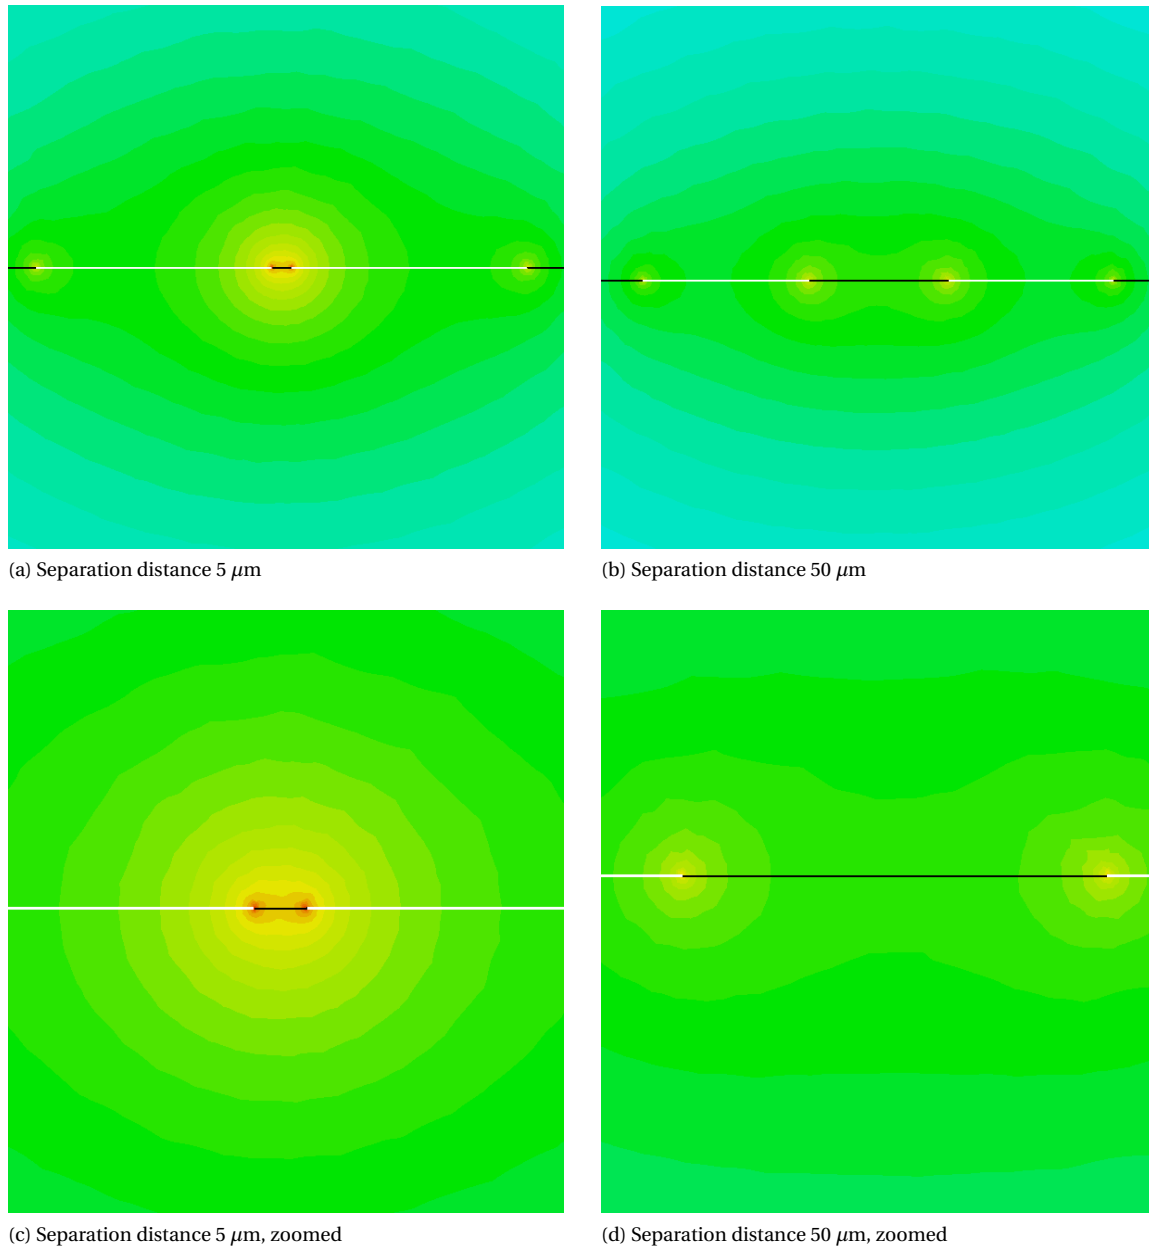 (a) Separation distance 5 μm
(b) Separation distance 50 μm
(c) Separation distance 5 μm, zoomed
(d) Separation distance 50 μm, zoomed